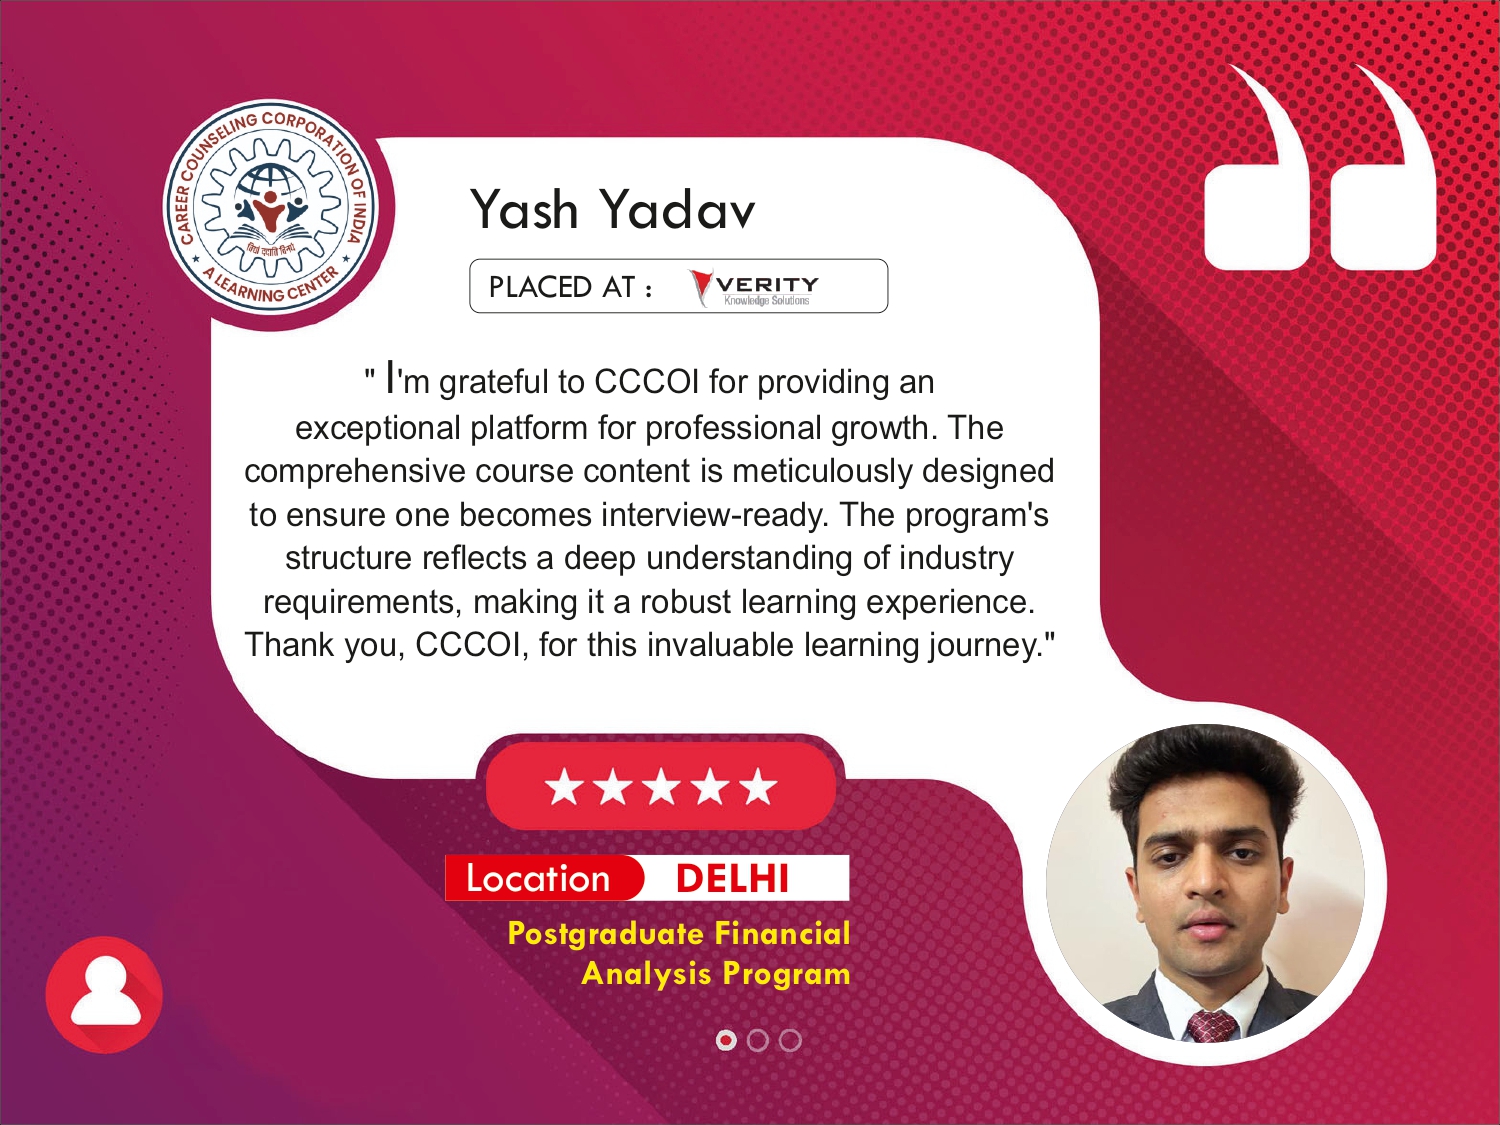 CAREER COUNSELING CORPORATION OF INDIA
विद्यां ददाति विनयं
★ A LEARNING CENTER ★
Yash Yadav
PLACED AT : VERITY
Knowledge Solutions
" I'm grateful to CCCOI for providing an
exceptional platform for professional growth. The
comprehensive course content is meticulously designed
to ensure one becomes interview-ready. The program's
structure reflects a deep understanding of industry
requirements, making it a robust learning experience.
Thank you, CCCOI, for this invaluable learning journey."
Location DELHI
Postgraduate Financial
Analysis Program